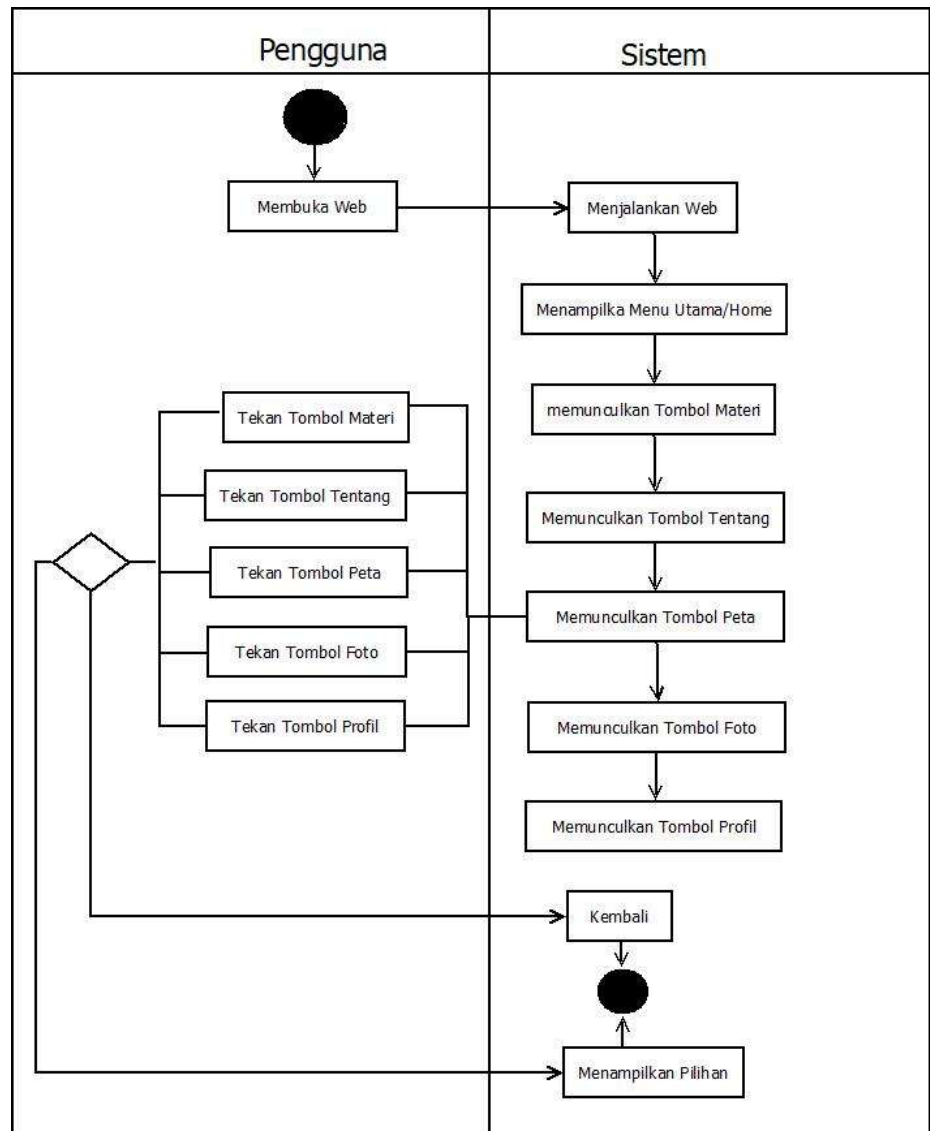 Pengguna
Sistem
Membuka Web
Menjalankan Web
Menampilka Menu Utama/Home
memunculkan Tombol Materi
Tekan Tombol Materi
Tekan Tombol Tentang
Memunculkan Tombol Tentang
Tekan Tombol Peta
Memunculkan Tombol Peta
Tekan Tombol Foto
Tekan Tombol Profil
Memunculkan Tombol Foto
Memunculkan Tombol Profil
Kembali
Menampilkan Pilihan